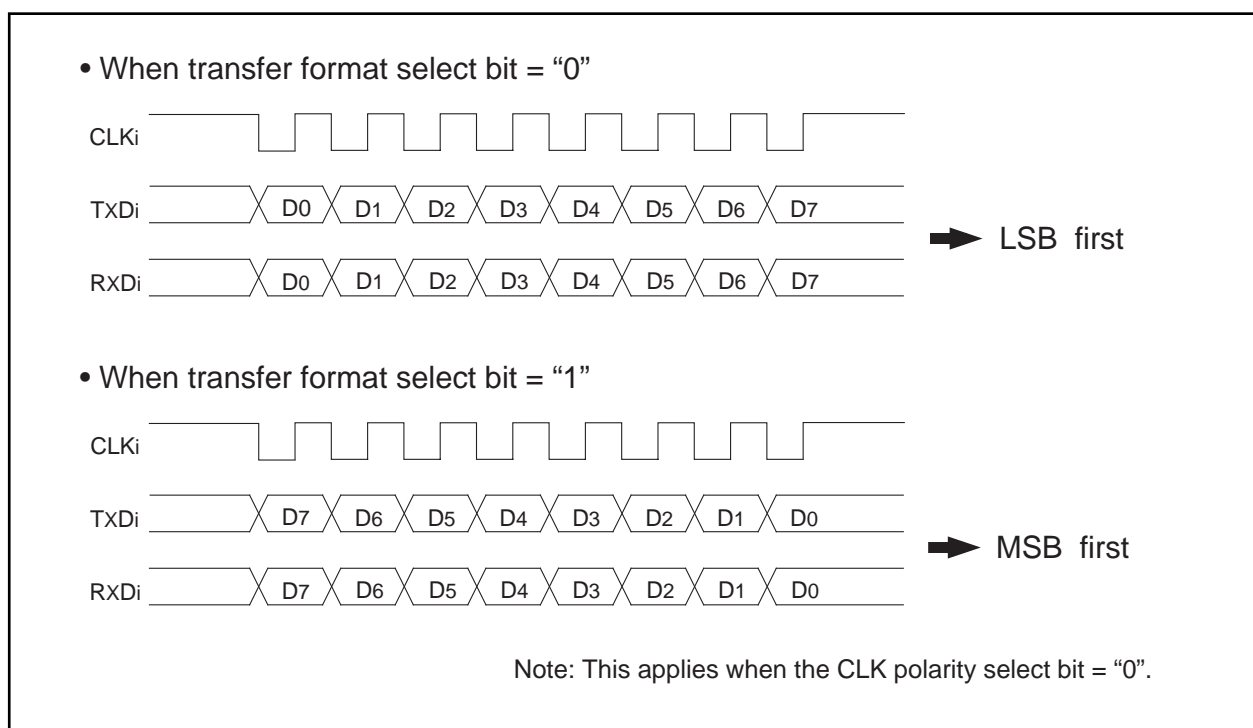 • When transfer format select bit = “0”
CLKi
TXDi D0 D1 D2 D3 D4 D5 D6 D7
LSB first
RXDi D0 D1 D2 D3 D4 D5 D6 D7
• When transfer format select bit = “1”
CLKi
TXDi D7 D6 D5 D4 D3 D2 D1 D0
MSB first
RXDi D7 D6 D5 D4 D3 D2 D1 D0
Note: This applies when the CLK polarity select bit = “0”.